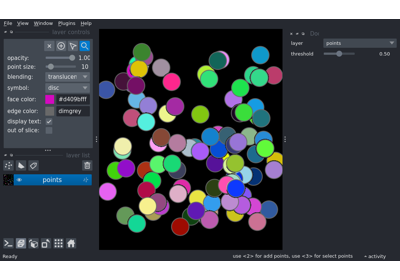 File View Window Plugins Help
layer controls
opacity: 1.00
point size: 10
blending: translucen
symbol: disc
face color: #d409bfff
edge color: dimgrey
display text:
out of slice:
layer list
points
layer points
threshold 0.50
Ready
use <2> for add points, use <3> for select points
activity